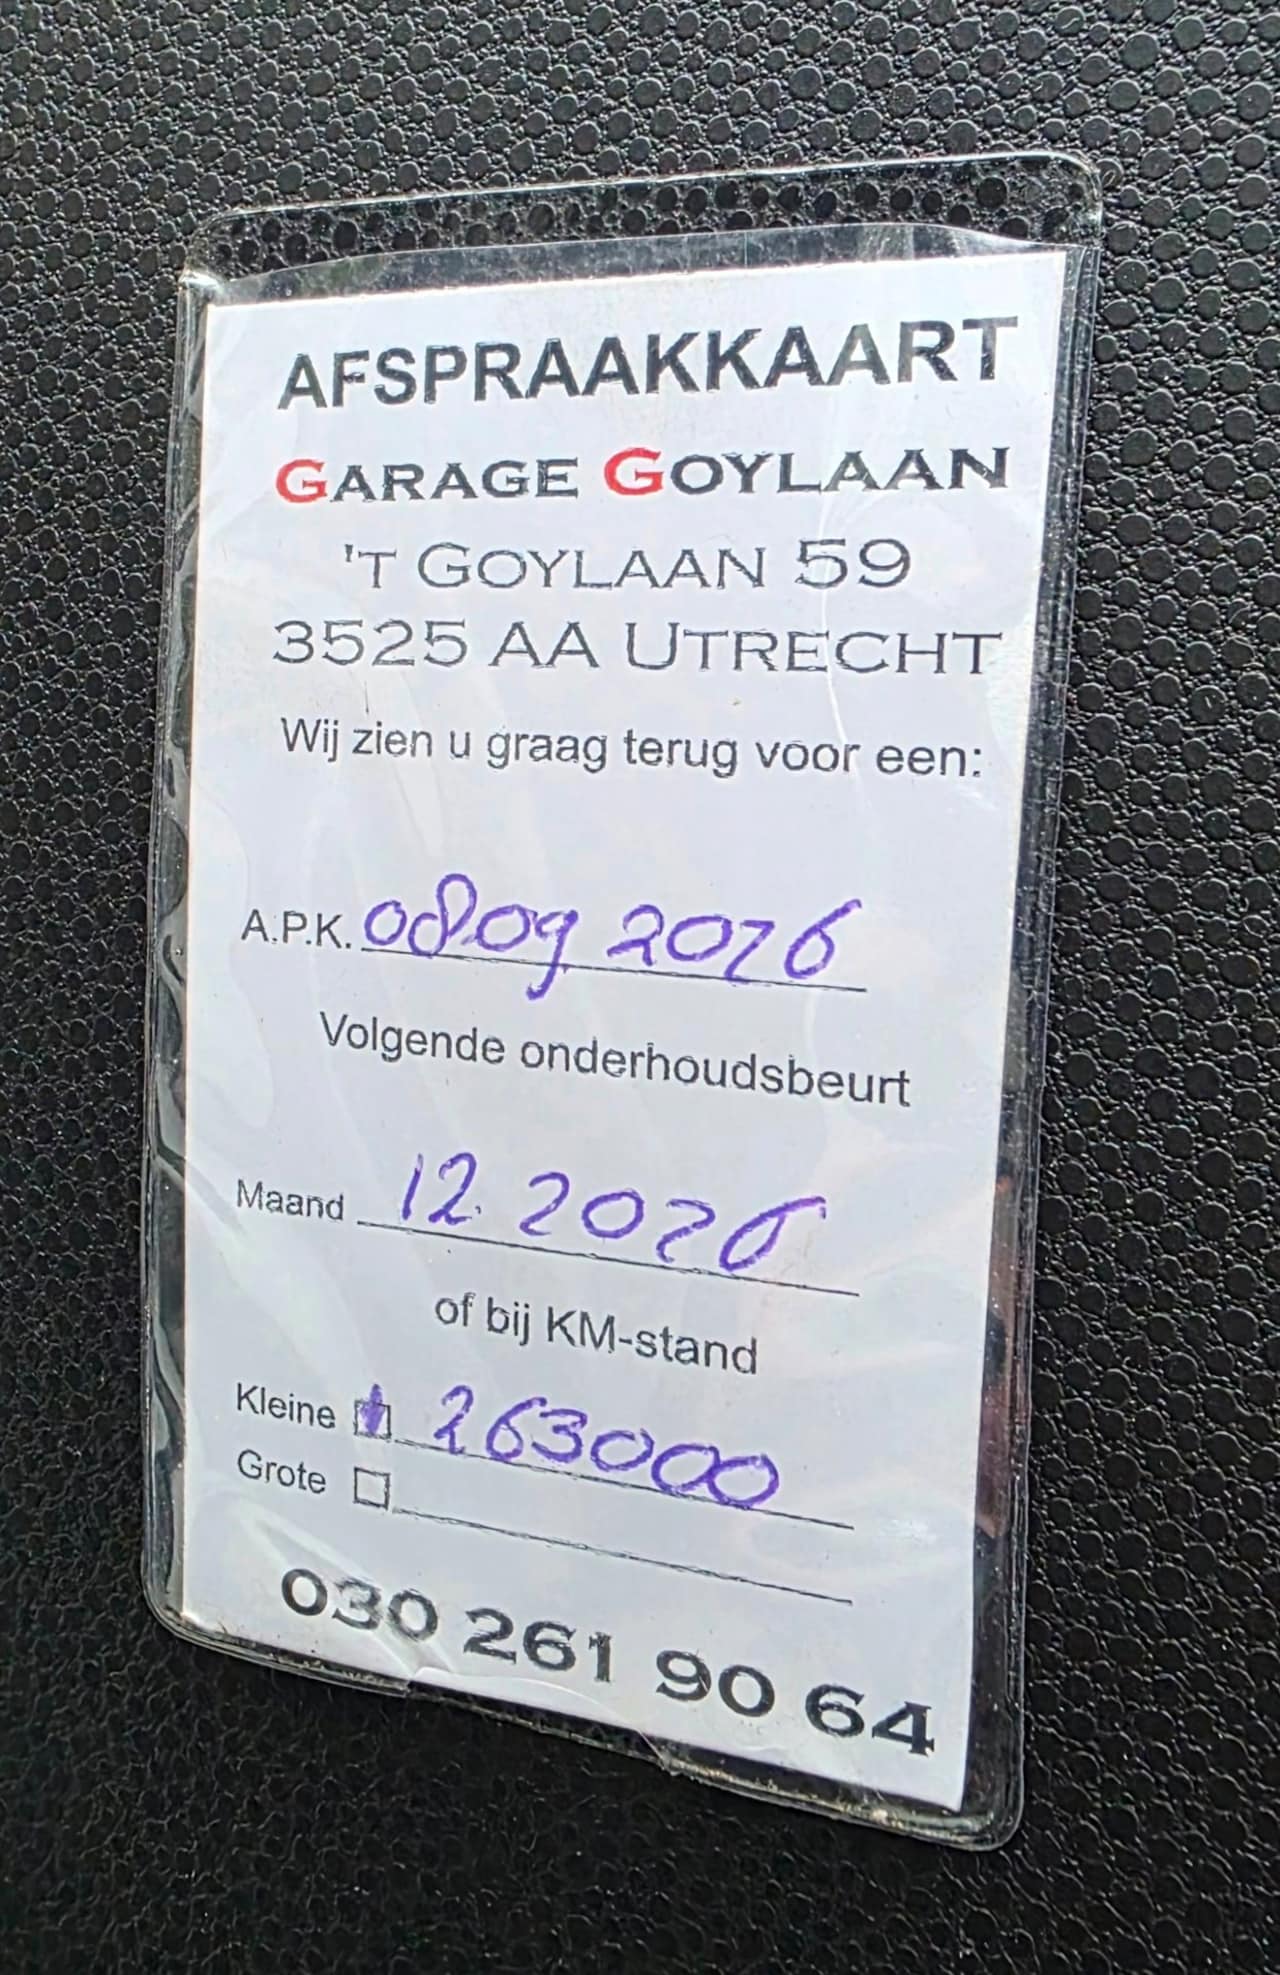 AFSPRAAKKAART
GARAGE GOYLAAN
'T GOYLAAN 59
3525 AA UTRECHT
Wij zien u graag terug voor een:
A.P.K. 08.09 2026
Volgende onderhoudsbeurt
Maand 12. 2026
of bij KM-stand
Kleine 263000
Grote
030 261 90 64